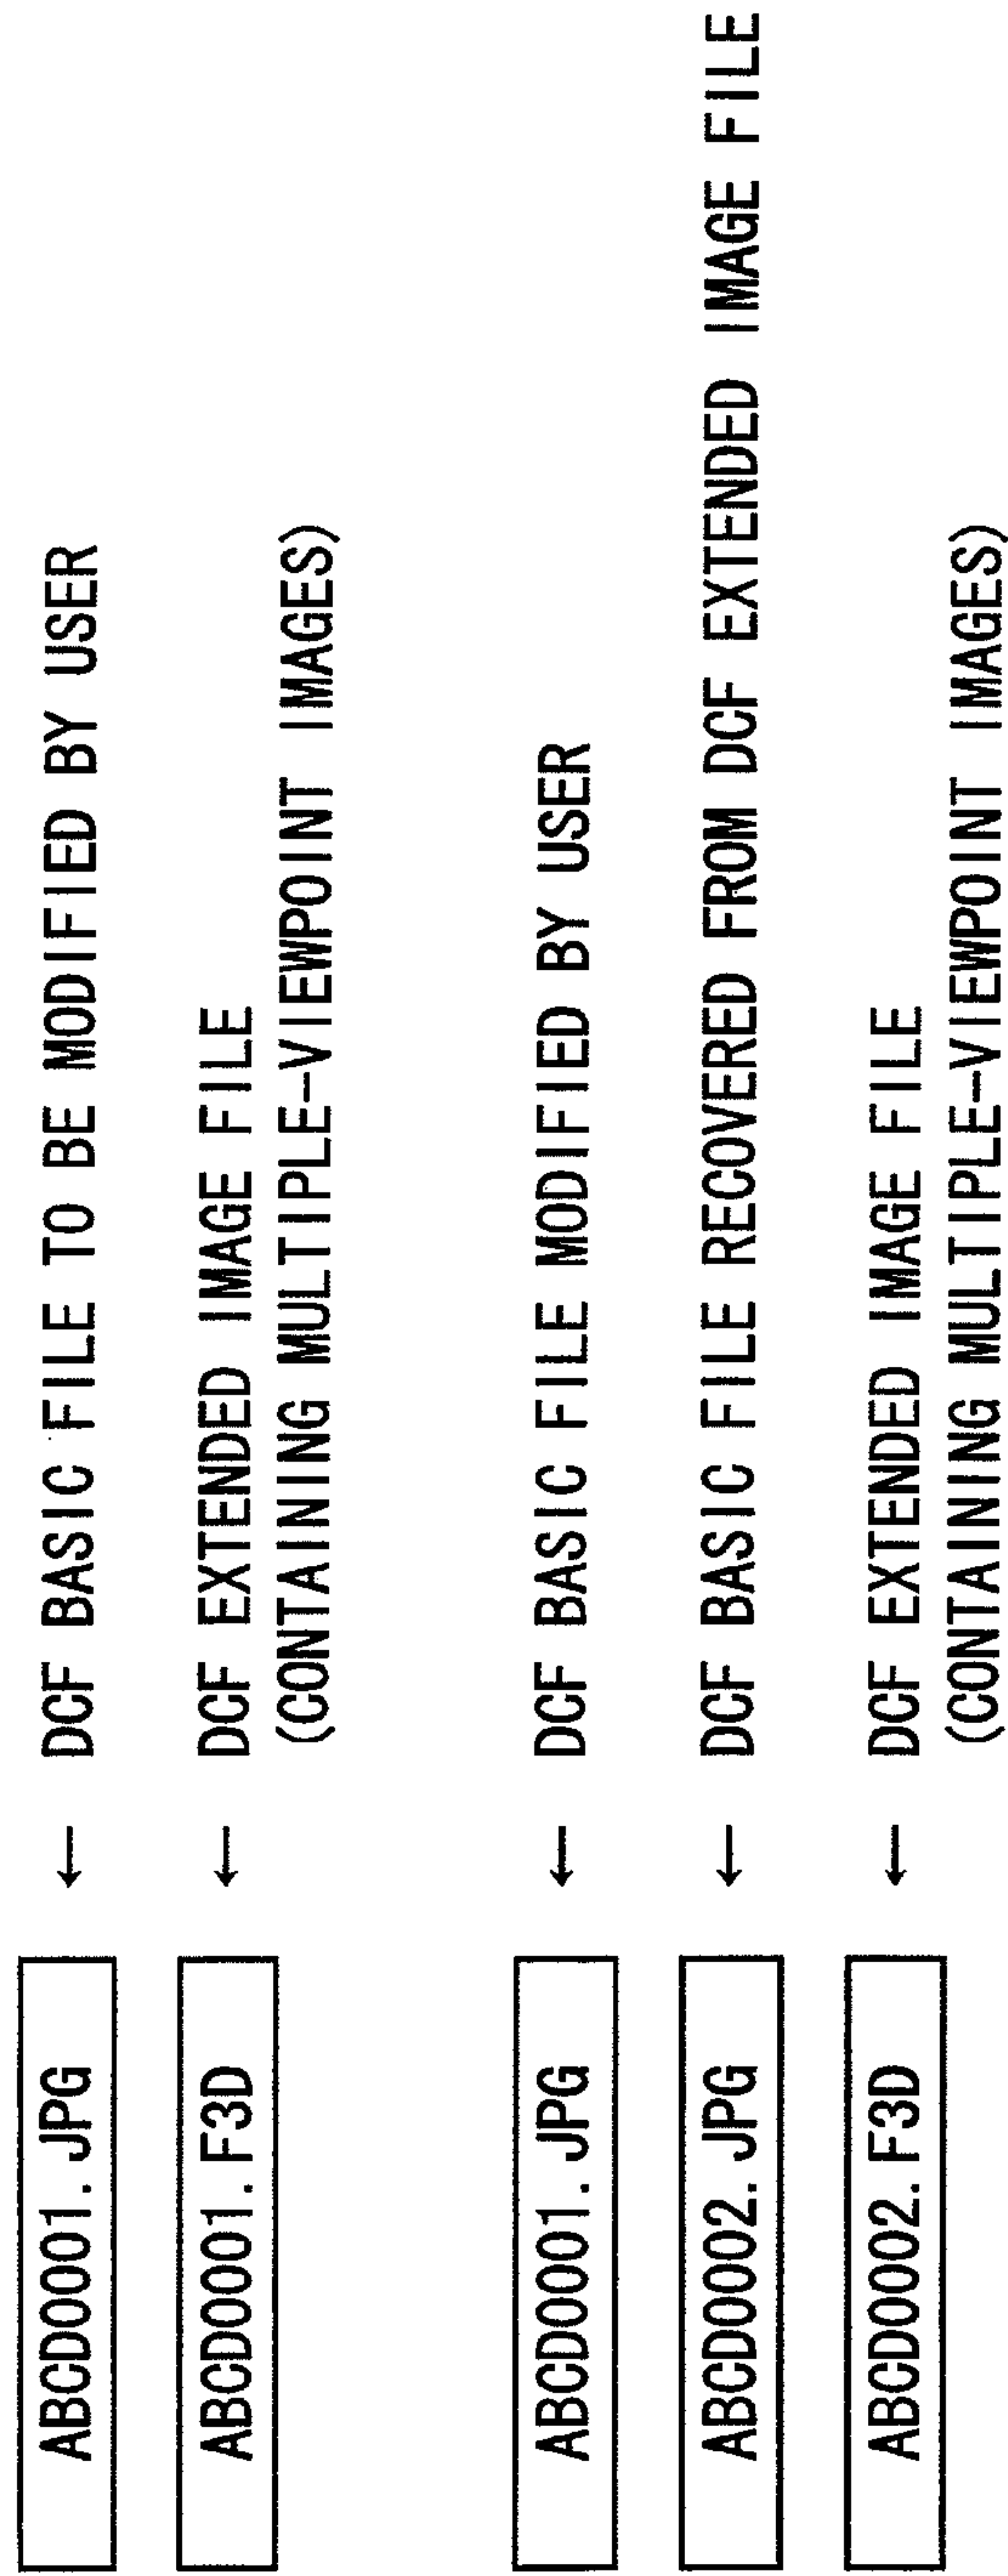 ABCD0001. JPG ← DCF BASIC FILE TO BE MODIFIED BY USER
ABCD0001. F3D ← DCF EXTENDED IMAGE FILE
(CONTAINING MULTIPLE-VIEWPOINT IMAGES)
ABCD0001. JPG ← DCF BASIC FILE MODIFIED BY USER
ABCD0002. JPG ← DCF BASIC FILE RECOVERED FROM DCF EXTENDED IMAGE FILE
ABCD0002. F3D ← DCF EXTENDED IMAGE FILE
(CONTAINING MULTIPLE-VIEWPOINT IMAGES)